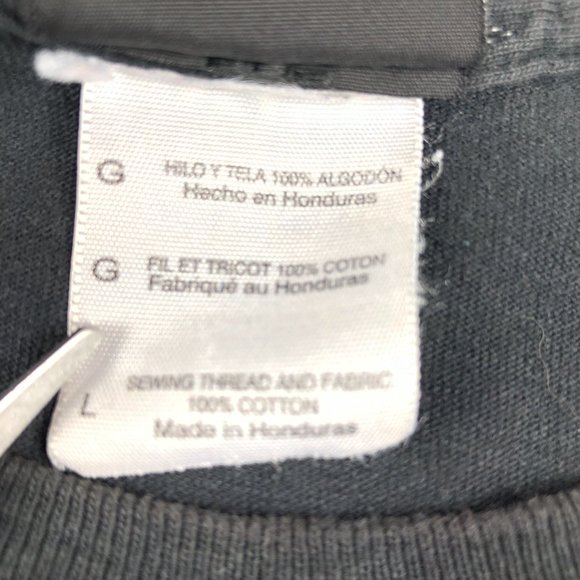 G HILO Y TELA 100% ALGODÓN
Hecho en Honduras
G FIL ET TRICOT 100% COTON
Fabriqué au Honduras
L SEWING THREAD AND FABRIC
100% COTTON
Made in Honduras